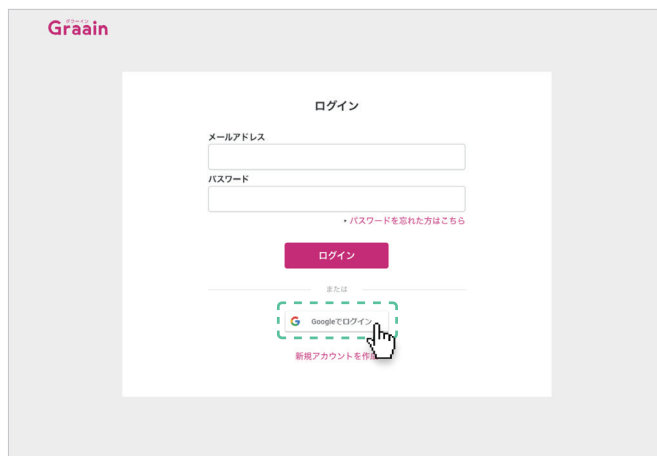 グラーイン
Graain
ログイン
メールアドレス
パスワード
・パスワードを忘れた方はこちら
ログイン
または
Googleでログイン
新規アカウントを作